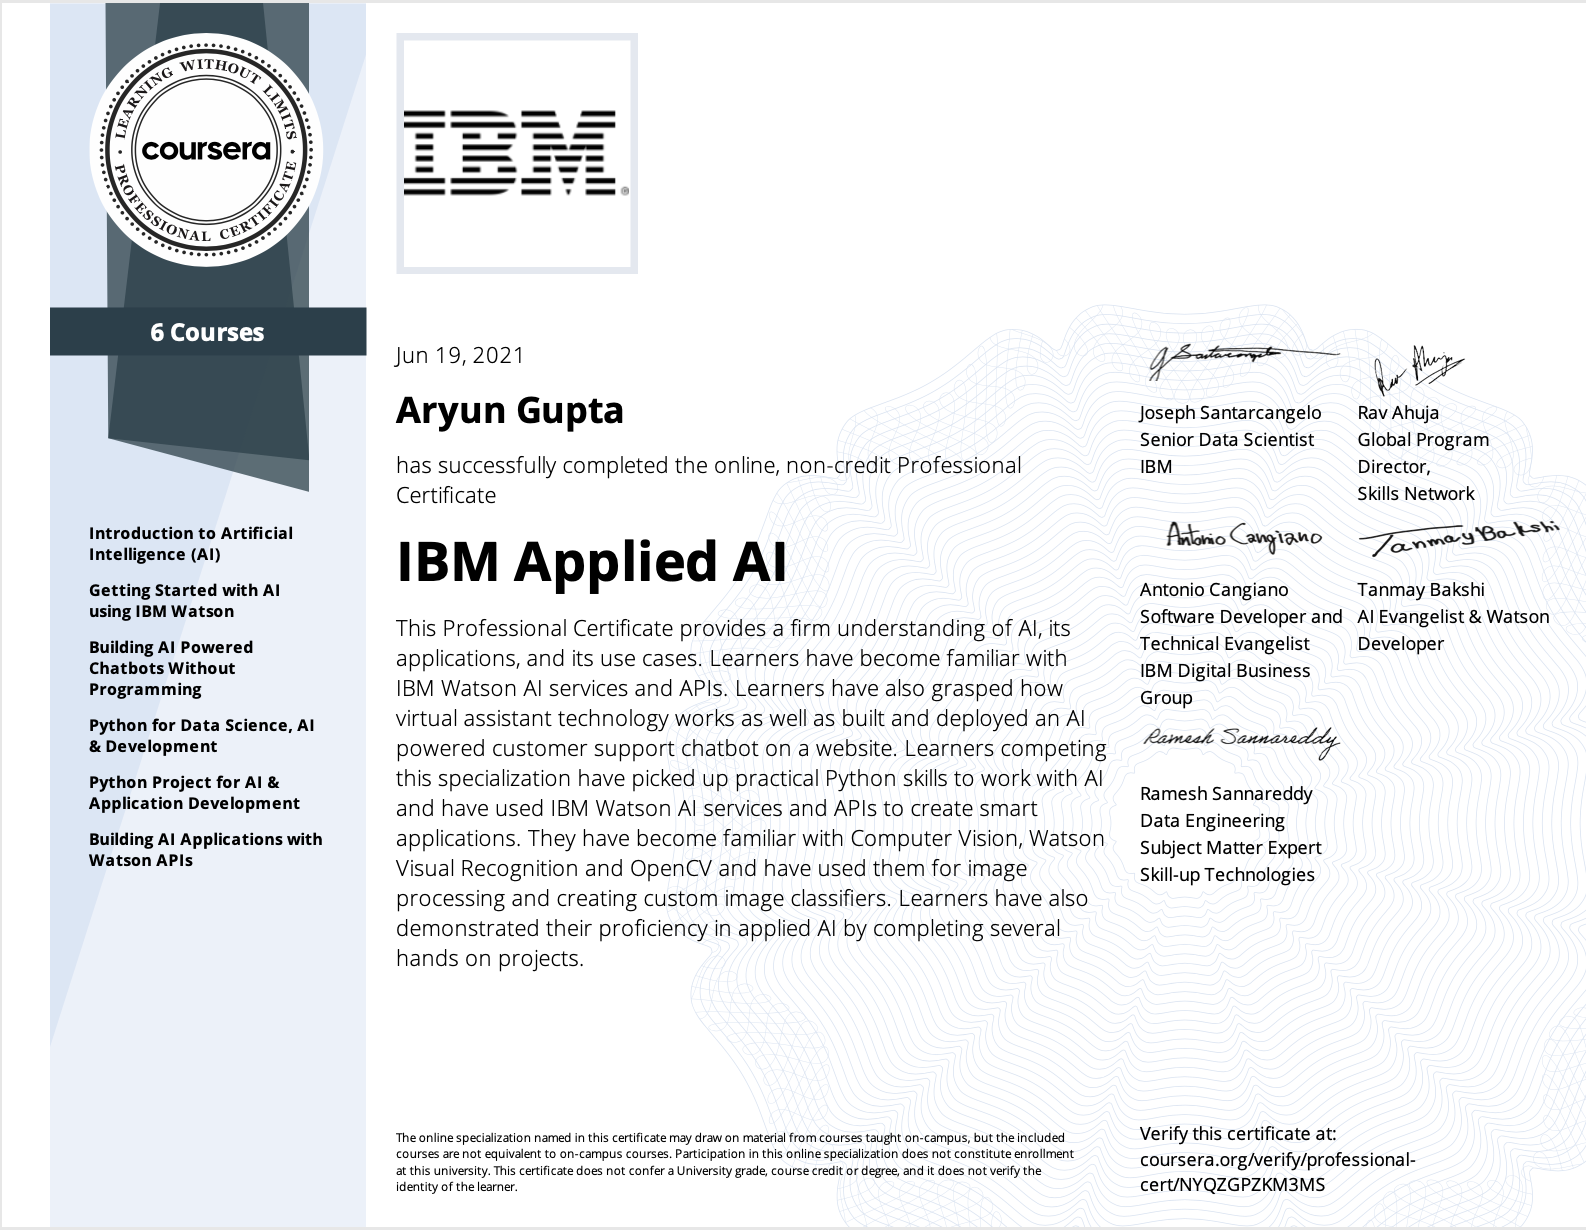 LEARNING WITHOUT LIMITS
coursera
PROFESSIONAL CERTIFICATE
6 Courses
Introduction to Artificial
Intelligence (AI)
Getting Started with AI
using IBM Watson
Building AI Powered
Chatbots Without
Programming
Python for Data Science, AI
& Development
Python Project for AI &
Application Development
Building AI Applications with
Watson APIs
IBM®
Jun 19, 2021
Aryun Gupta
has successfully completed the online, non-credit Professional
Certificate
IBM Applied AI
This Professional Certificate provides a firm understanding of AI, its
applications, and its use cases. Learners have become familiar with
IBM Watson AI services and APIs. Learners have also grasped how
virtual assistant technology works as well as built and deployed an AI
powered customer support chatbot on a website. Learners competing
this specialization have picked up practical Python skills to work with AI
and have used IBM Watson AI services and APIs to create smart
applications. They have become familiar with Computer Vision, Watson
Visual Recognition and OpenCV and have used them for image
processing and creating custom image classifiers. Learners have also
demonstrated their proficiency in applied AI by completing several
hands on projects.
The online specialization named in this certificate may draw on material from courses taught on-campus, but the included
courses are not equivalent to on-campus courses. Participation in this online specialization does not constitute enrollment
at this university. This certificate does not confer a University grade, course credit or degree, and it does not verify the
identity of the learner.
J Santarcangelo
Joseph Santarcangelo
Senior Data Scientist
IBM
Rav Ahuja
Rav Ahuja
Global Program
Director,
Skills Network
Antonio Cangiano
Antonio Cangiano
Software Developer and
Technical Evangelist
IBM Digital Business
Group
Tanmay Bakshi
Tanmay Bakshi
AI Evangelist & Watson
Developer
Ramesh Sannareddy
Ramesh Sannareddy
Data Engineering
Subject Matter Expert
Skill-up Technologies
Verify this certificate at:
coursera.org/verify/professional-
cert/NYQZGPZKM3MS